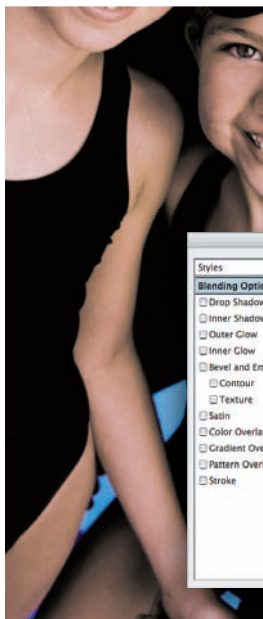 Styles
Blending Optio
Drop Shadow
Inner Shadow
Outer Glow
Inner Glow
Bevel and Em
Contour
Texture
Satin
Color Overla
Gradient Ove
Pattern Overl
Stroke